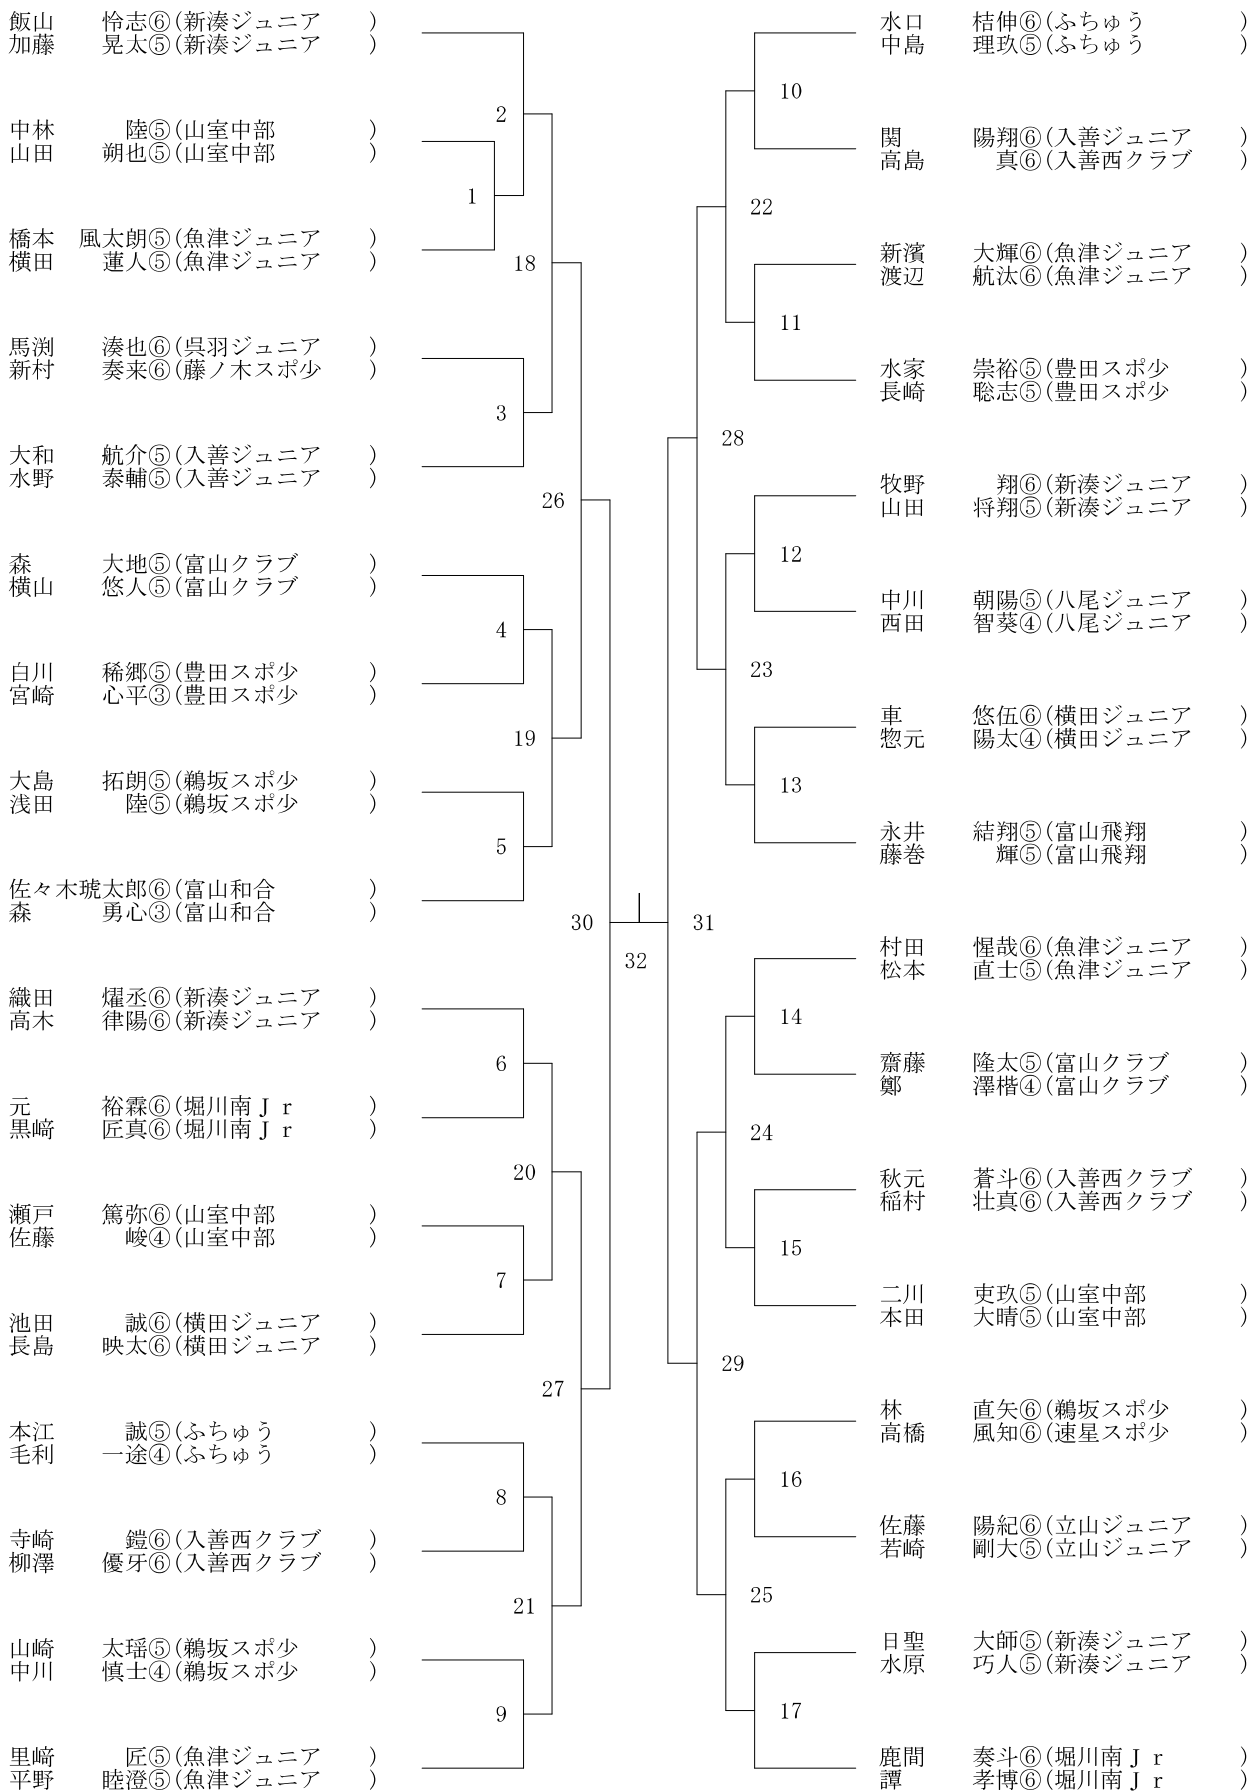 飯山　　怜志⑥(新湊ジュニア　　)
加藤　　晃太⑤(新湊ジュニア　　)
2
中林　　　陸⑤(山室中部　　　　)
山田　　朔也⑤(山室中部　　　　)
1
橋本　風太朗⑤(魚津ジュニア　　)
横田　　蓮人⑤(魚津ジュニア　　)
18
馬渕　　湊也⑥(呉羽ジュニア　　)
新村　　奏来⑥(藤ノ木スポ少　　)
3
大和　　航介⑤(入善ジュニア　　)
水野　　泰輔⑤(入善ジュニア　　)
26
森　　　大地⑤(富山クラブ　　　)
横山　　悠人⑤(富山クラブ　　　)
4
白川　　稀郷⑤(豊田スポ少　　　)
宮崎　　心平③(豊田スポ少　　　)
19
大島　　拓朗⑤(鵜坂スポ少　　　)
浅田　　　陸⑤(鵜坂スポ少　　　)
5
佐々木琥太郎⑥(富山和合　　　　)
森　　　勇心③(富山和合　　　　)
30
織田　　燿丞⑥(新湊ジュニア　　)
高木　　律陽⑥(新湊ジュニア　　)
6
元　　　裕霖⑥(堀川南Ｊｒ　　　)
黒﨑　　匠真⑥(堀川南Ｊｒ　　　)
20
瀬戸　　篤弥⑥(山室中部　　　　)
佐藤　　　峻④(山室中部　　　　)
7
池田　　　誠⑥(横田ジュニア　　)
長島　　映太⑥(横田ジュニア　　)
27
本江　　　誠⑤(ふちゅう　　　　)
毛利　　一途④(ふちゅう　　　　)
8
寺崎　　　鎧⑥(入善西クラブ　　)
柳澤　　優牙⑥(入善西クラブ　　)
21
山崎　　太瑶⑤(鵜坂スポ少　　　)
中川　　慎士④(鵜坂スポ少　　　)
9
里﨑　　　匠⑤(魚津ジュニア　　)
平野　　睦澄⑤(魚津ジュニア　　)
32
水口　　桔伸⑥(ふちゅう　　　　)
中島　　理玖⑤(ふちゅう　　　　)
10
関　　　陽翔⑥(入善ジュニア　　)
高島　　　真⑥(入善西クラブ　　)
22
新濱　　大輝⑥(魚津ジュニア　　)
渡辺　　航汰⑥(魚津ジュニア　　)
11
水家　　崇裕⑤(豊田スポ少　　　)
長崎　　聡志⑤(豊田スポ少　　　)
28
牧野　　　翔⑥(新湊ジュニア　　)
山田　　将翔⑤(新湊ジュニア　　)
12
中川　　朝陽⑤(八尾ジュニア　　)
西田　　智葵④(八尾ジュニア　　)
23
車　　　悠伍⑥(横田ジュニア　　)
惣元　　陽太④(横田ジュニア　　)
13
永井　　結翔⑤(富山飛翔　　　　)
藤巻　　　輝⑤(富山飛翔　　　　)
31
村田　　惺哉⑥(魚津ジュニア　　)
松本　　直士⑤(魚津ジュニア　　)
14
齋藤　　隆太⑤(富山クラブ　　　)
鄭　　　澤楷④(富山クラブ　　　)
24
秋元　　蒼斗⑥(入善西クラブ　　)
稲村　　壮真⑥(入善西クラブ　　)
15
二川　　吏玖⑤(山室中部　　　　)
本田　　大晴⑤(山室中部　　　　)
29
林　　　直矢⑥(鵜坂スポ少　　　)
高橋　　風知⑥(速星スポ少　　　)
16
佐藤　　陽紀⑥(立山ジュニア　　)
若崎　　剛大⑤(立山ジュニア　　)
25
日聖　　大師⑤(新湊ジュニア　　)
水原　　巧人⑤(新湊ジュニア　　)
17
鹿間　　奏斗⑥(堀川南Ｊｒ　　　)
譚　　　孝博⑥(堀川南Ｊｒ　　　)